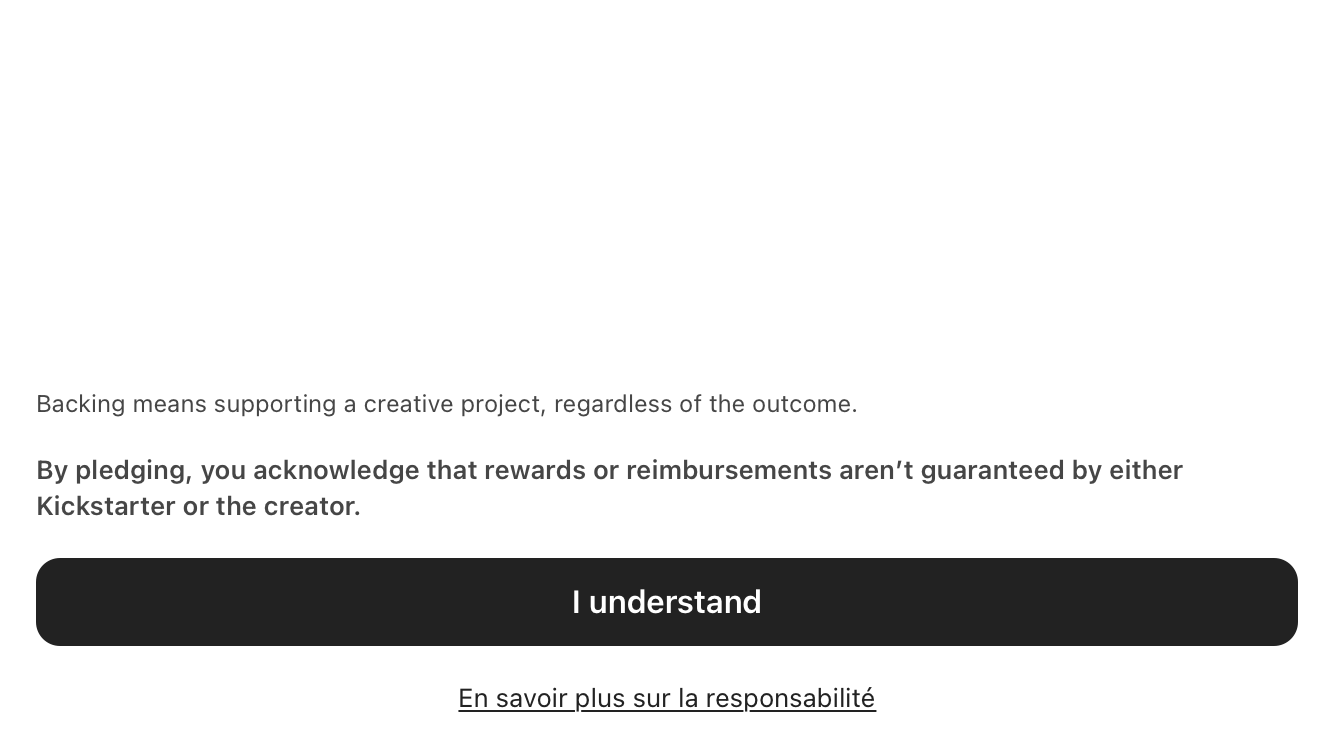 Backing means supporting a creative project, regardless of the outcome.
By pledging, you acknowledge that rewards or reimbursements aren’t guaranteed by either
Kickstarter or the creator.
I understand
En savoir plus sur la responsabilité